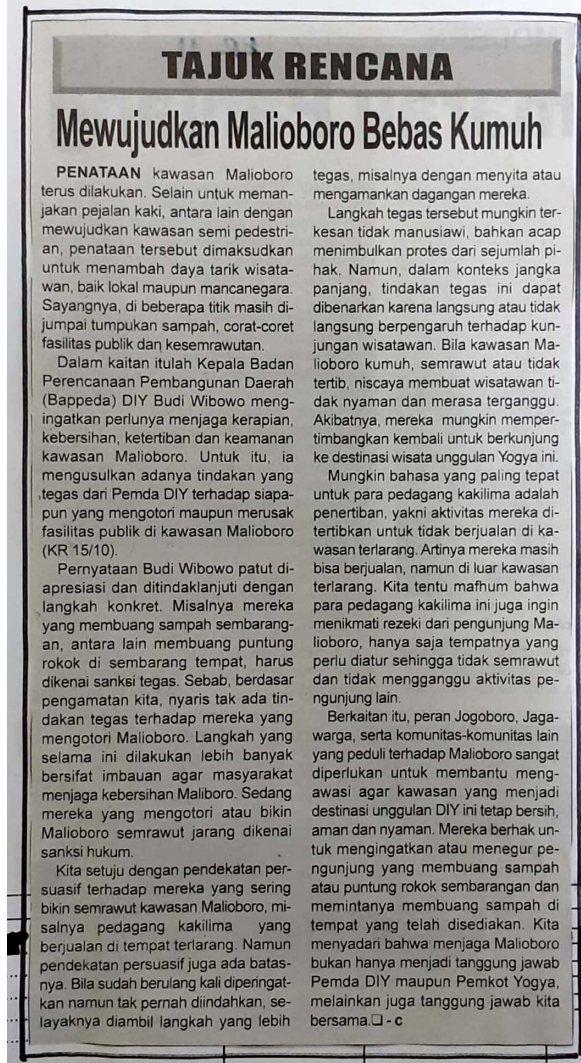 TAJUK RENCANA
Mewujudkan Malioboro Bebas Kumuh
PENATAAN kawasan Malioboro
terus dilakukan. Selain untuk meman-
jakan pejalan kaki, antara lain dengan
mewujudkan kawasan semi pedestri-
an, penataan tersebut dimaksudkan
untuk menambah daya tarik wisata-
wan, baik lokal maupun mancanegara.
Sayangnya, di beberapa titik masih di-
jumpai tumpukan sampah, corat-coret
fasilitas publik dan kesemrawutan.
Dalam kaitan itulah Kepala Badan
Perencanaan Pembangunan Daerah
(Bappeda) DIY Budi Wibowo meng-
ingatkan perlunya menjaga kerapian,
kebersihan, ketertiban dan keamanan
kawasan Malioboro. Untuk itu, ia
mengusulkan adanya tindakan yang
tegas dari Pemda DIY terhadap siapa-
pun yang mengotori maupun merusak
fasilitas publik di kawasan Malioboro
(KR 15/10).
Pernyataan Budi Wibowo patut di-
apresiasi dan ditindaklanjuti dengan
langkah konkret. Misalnya mereka
yang membuang sampah sembarang-
an, antara lain membuang puntung
rokok di sembarang tempat, harus
dikenai sanksi tegas. Sebab, berdasar
pengamatan kita, nyaris tak ada tin-
dakan tegas terhadap mereka yang
mengotori Malioboro. Langkah yang
selama ini dilakukan lebih banyak
bersifat imbauan agar masyarakat
menjaga kebersihan Maliboro. Sedang
mereka yang mengotori atau bikin
Malioboro semrawut jarang dikenai
sanksi hukum.
Kita setuju dengan pendekatan per-
suasif terhadap mereka yang sering
bikin semrawut kawasan Malioboro, mi-
salnya pedagang kakilima yang
berjualan di tempat terlarang. Namun
pendekatan persuasif juga ada batas-
nya. Bila sudah berulang kali diperingat-
kan namun tak pernah diindahkan, se-
layaknya diambil langkah yang lebih
tegas, misalnya dengan menyita atau
mengamankan dagangan mereka.
Langkah tegas tersebut mungkin ter-
kesan tidak manusiawi, bahkan acap
menimbulkan protes dari sejumlah pi-
hak. Namun, dalam konteks jangka
panjang, tindakan tegas ini dapat
dibenarkan karena langsung atau tidak
langsung berpengaruh terhadap kun-
jungan wisatawan. Bila kawasan Ma-
lioboro kumuh, semrawut atau tidak
tertib, niscaya membuat wisatawan ti-
dak nyaman dan merasa terganggu.
Akibatnya, mereka mungkin memper-
timbangkan kembali untuk berkunjung
ke destinasi wisata unggulan Yogya ini.
Mungkin bahasa yang paling tepat
untuk para pedagang kakilima adalah
penertiban, yakni aktivitas mereka di-
tertibkan untuk tidak berjualan di ka-
wasan terlarang. Artinya mereka masih
bisa berjualan, namun di luar kawasan
terlarang. Kita tentu mafhum bahwa
para pedagang kakilima ini juga ingin
menikmati rezeki dari pengunjung Ma-
lioboro, hanya saja tempatnya yang
perlu diatur sehingga tidak semrawut
dan tidak mengganggu aktivitas pe-
ngunjung lain.
Berkaitan itu, peran Jogoboro, Jaga-
warga, serta komunitas-komunitas lain
yang peduli terhadap Malioboro sangat
diperlukan untuk membantu meng-
awasi agar kawasan yang menjadi
destinasi unggulan DIY ini tetap bersih,
aman dan nyaman. Mereka berhak un-
tuk mengingatkan atau menegur pe-
ngunjung yang membuang sampah
atau puntung rokok sembarangan dan
memintanya membuang sampah di
tempat yang telah disediakan. Kita
menyadari bahwa menjaga Malioboro
bukan hanya menjadi tanggung jawab
Pemda DIY maupun Pemkot Yogya,
melainkan juga tanggung jawab kita
bersama.❑ - c